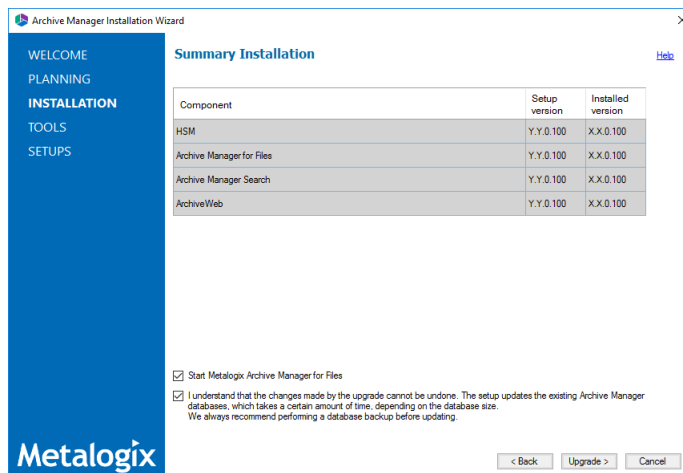 Archive Manager Installation Wizard
WELCOME
PLANNING
INSTALLATION
TOOLS
SETUPS
Metalogix
Summary Installation
Help
Component Setup version Installed version
HSM Y.Y.0.100 X.X.0.100
Archive Manager for Files Y.Y.0.100 X.X.0.100
Archive Manager Search Y.Y.0.100 X.X.0.100
ArchiveWeb Y.Y.0.100 X.X.0.100
Start Metalogix Archive Manager for Files
I understand that the changes made by the upgrade cannot be undone. The setup updates the existing Archive Manager
databases, which takes a certain amount of time, depending on the database size.
We always recommend performing a database backup before updating.
< Back Upgrade > Cancel